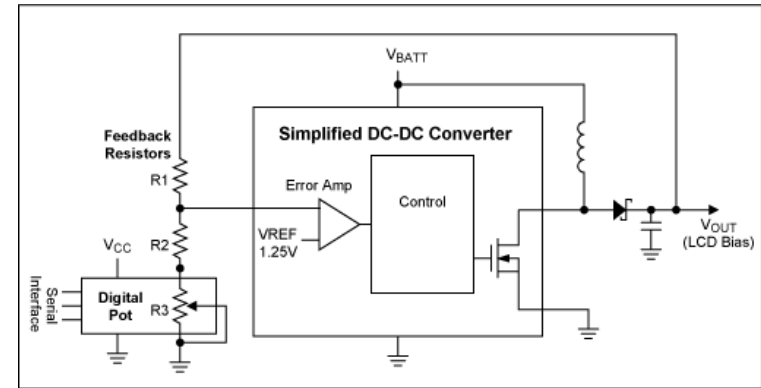 VBATT
Feedback
Resistors
Simplified DC-DC Converter
R1
Error Amp
Control
VREF
1.25V
VOUT
(LCD Bias)
R2
VCC
Serial
Interface
Digital
Pot
R3